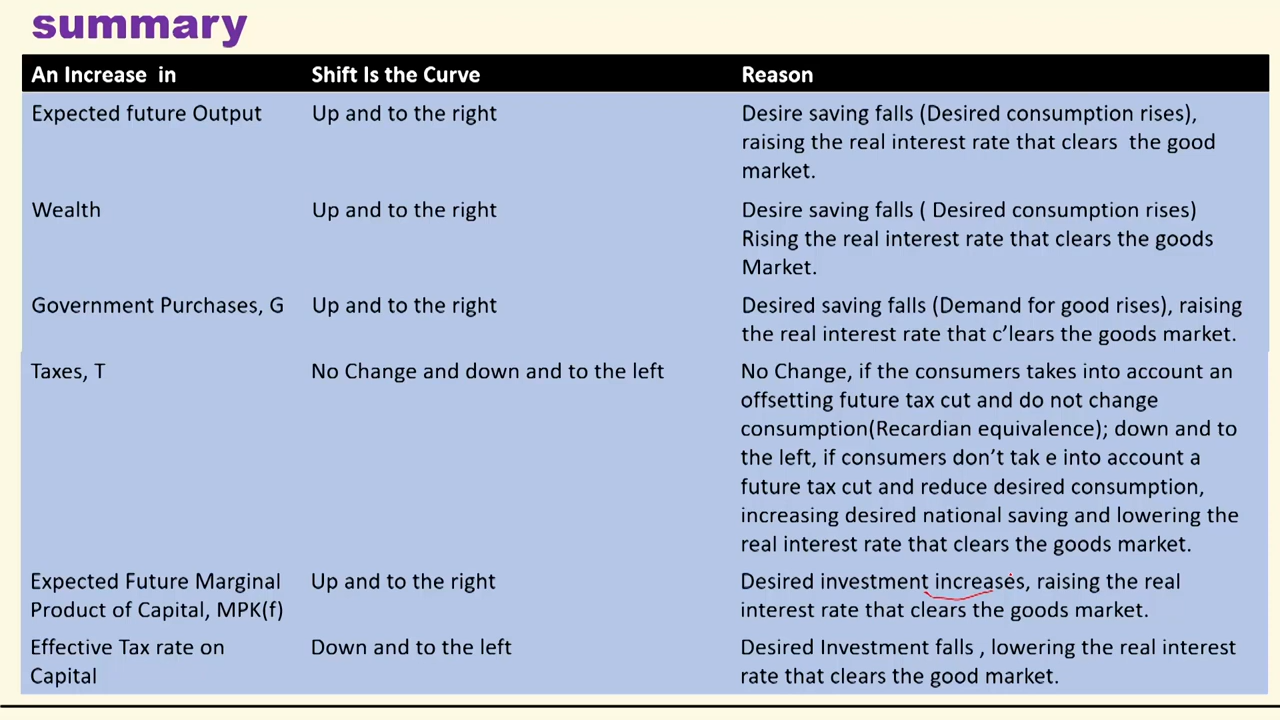 summary
An Increase in Shift Is the Curve Reason
Expected future Output Up and to the right Desire saving falls (Desired consumption rises),
raising the real interest rate that clears the good
market.
Wealth Up and to the right Desire saving falls ( Desired consumption rises)
Rising the real interest rate that clears the goods
Market.
Government Purchases, G Up and to the right Desired saving falls (Demand for good rises), raising
the real interest rate that c’lears the goods market.
Taxes, T No Change and down and to the left No Change, if the consumers takes into account an
offsetting future tax cut and do not change
consumption(Recardian equivalence); down and to
the left, if consumers don’t tak e into account a
future tax cut and reduce desired consumption,
increasing desired national saving and lowering the
real interest rate that clears the goods market.
Expected Future Marginal Up and to the right Desired investment increases, raising the real
Product of Capital, MPK(f) interest rate that clears the goods market.
Effective Tax rate on Down and to the left Desired Investment falls , lowering the real interest
Capital rate that clears the good market.